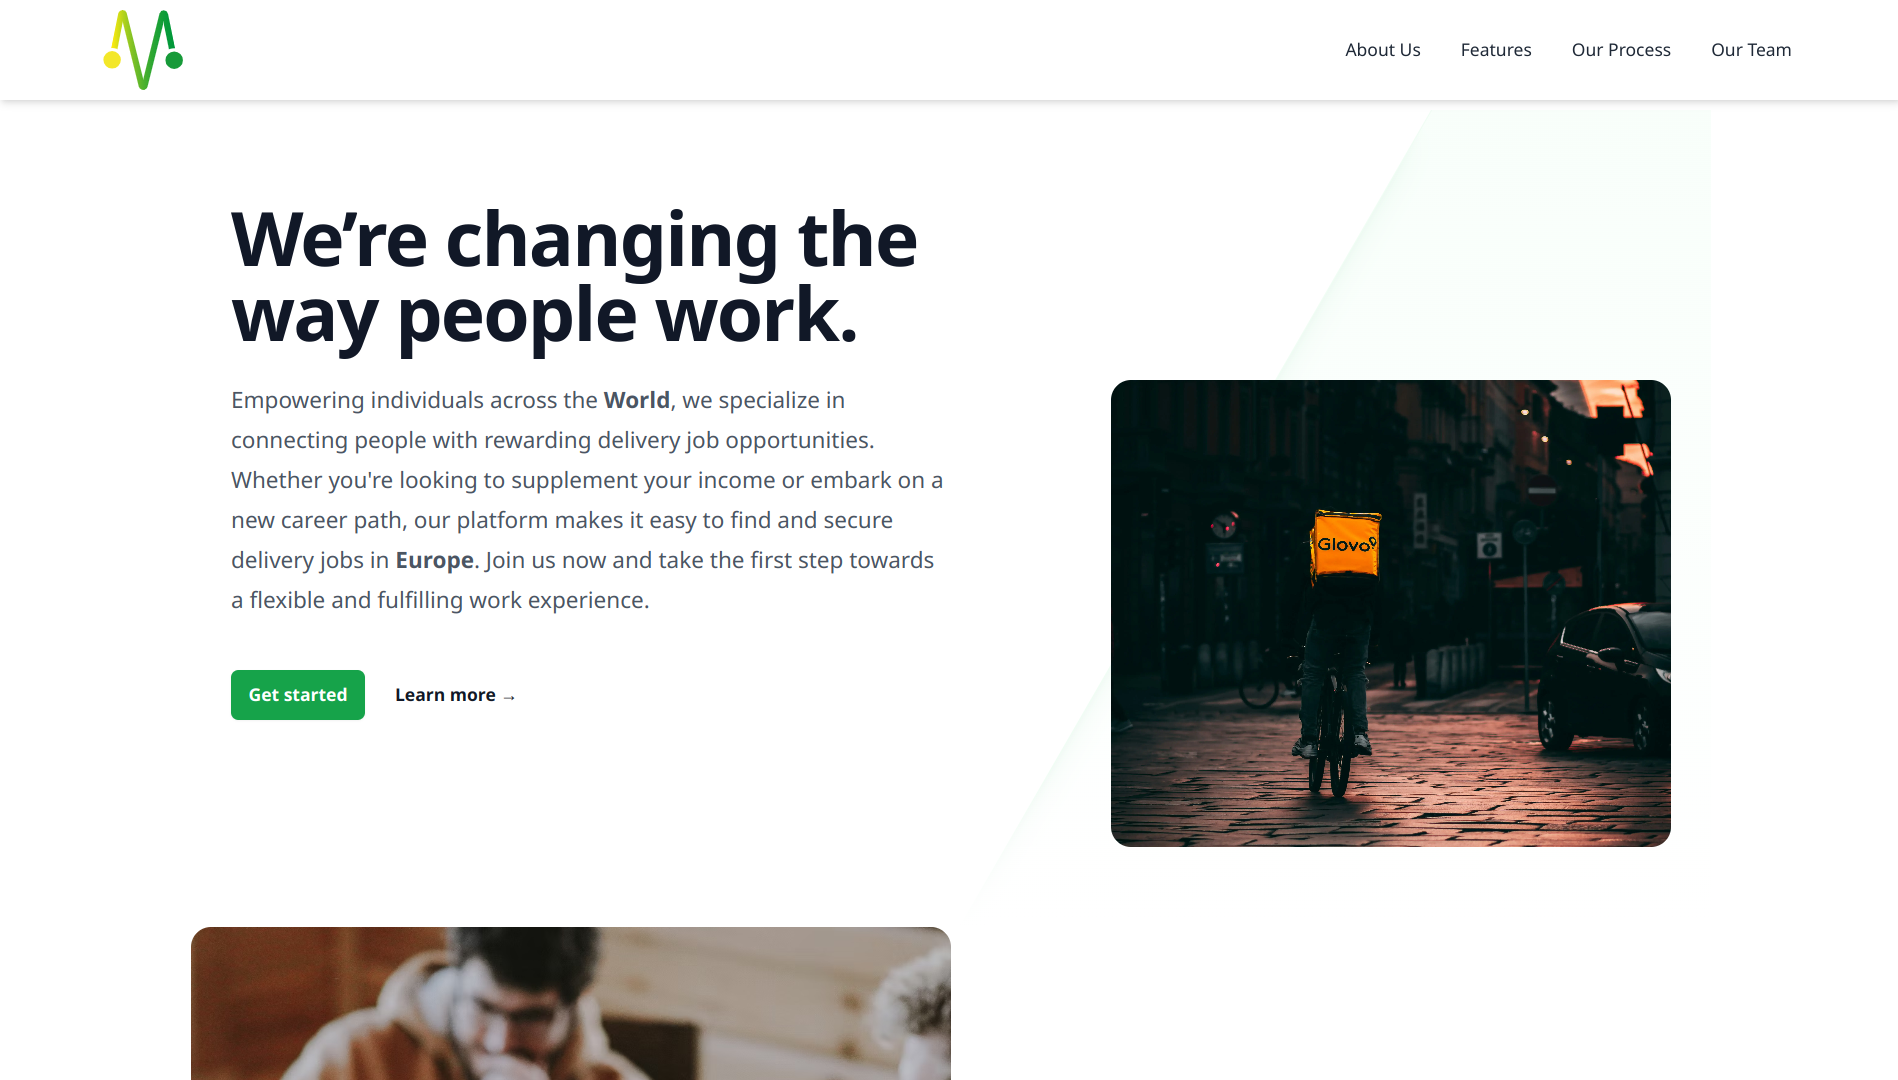 About Us
Features
Our Process
Our Team
We’re changing the
way people work.
Empowering individuals across the World, we specialize in
connecting people with rewarding delivery job opportunities.
Whether you're looking to supplement your income or embark on a
new career path, our platform makes it easy to find and secure
delivery jobs in Europe. Join us now and take the first step towards
a flexible and fulfilling work experience.
Get started
Learn more →
Glovo